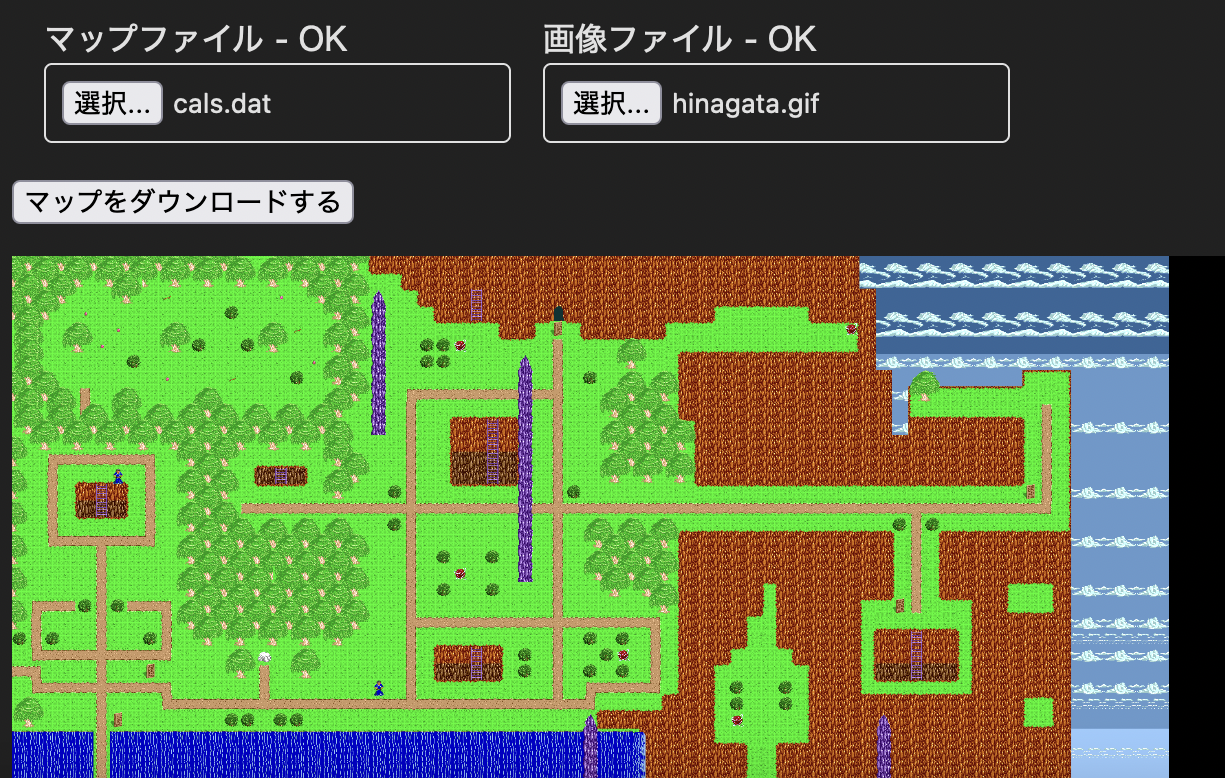 マップファイル - OK
画像ファイル - OK
選択... cals.dat
選択... hinagata.gif
マップをダウンロードする